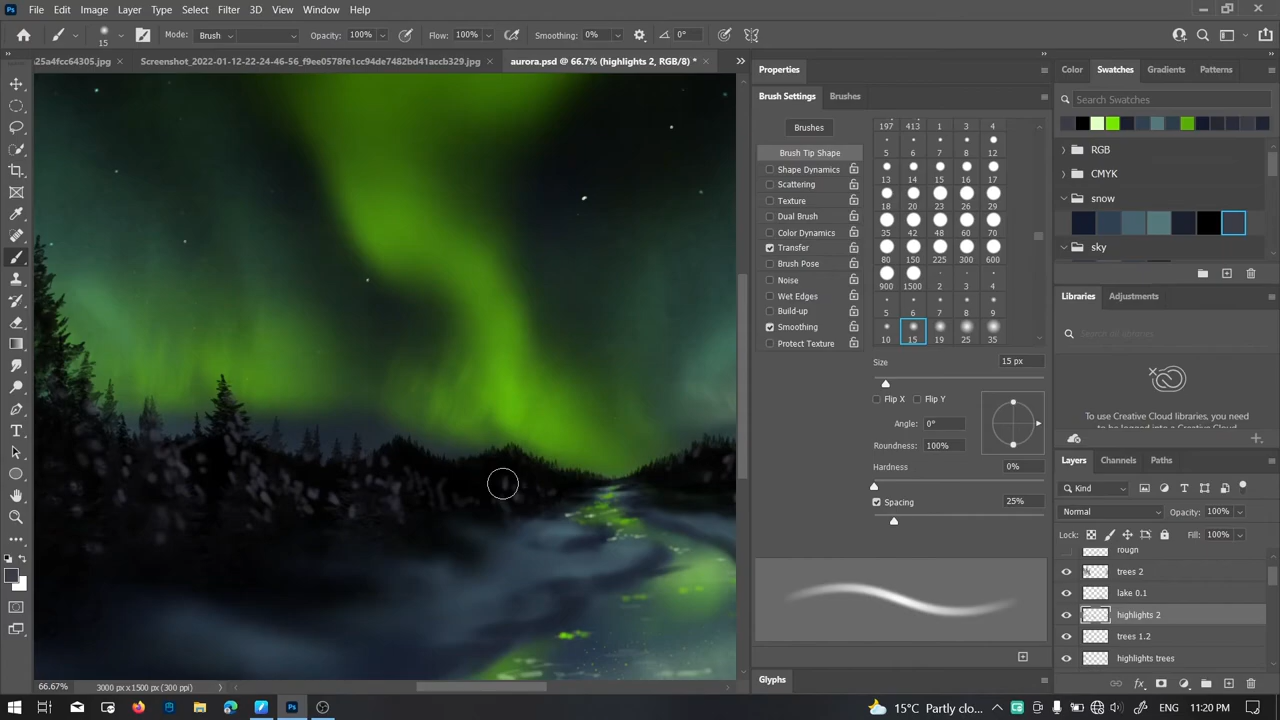 Ps File Edit Image Layer Type Select Filter 3D View Window Help
15 Mode: Brush Opacity: 100% Flow: 100% Smoothing: 0% 0°
a25a4fcc64305.jpg × Screenshot_2022-01-12-22-24-46-56_f9ee0578fe1cc94de7482bd41accb329.jpg × aurora.psd @ 66.7% (highlights 2, RGB/8) * ×
Properties
Brush Settings Brushes
Brushes
Brush Tip Shape
Shape Dynamics
Scattering
Texture
Dual Brush
Color Dynamics
Transfer
Brush Pose
Noise
Wet Edges
Build-up
Smoothing
Protect Texture
197 413 1 3 4
5 6 7 8 12
13 14 15 16 17
18 20 23 26 29
35 42 48 60 70
80 150 225 300 600
900 1500 2 3 4
5 6 7 8 9
10 15 19 25 35
Size 15 px
Flip X Flip Y
Angle: 0°
Roundness: 100%
Hardness 0%
Spacing 25%
Glyphs
Color Swatches Gradients Patterns
Search Swatches
RGB
CMYK
snow
sky
Libraries Adjustments
Search all libraries
To use Creative Cloud libraries, you need
Layers Channels Paths
Kind
Normal Opacity: 100%
Lock: Fill: 100%
rough
trees 2
lake 0.1
highlights 2
trees 1.2
highlights trees
66.67% 3000 px x 1500 px (300 ppi)
15°C Partly clo... ENG 11:20 PM